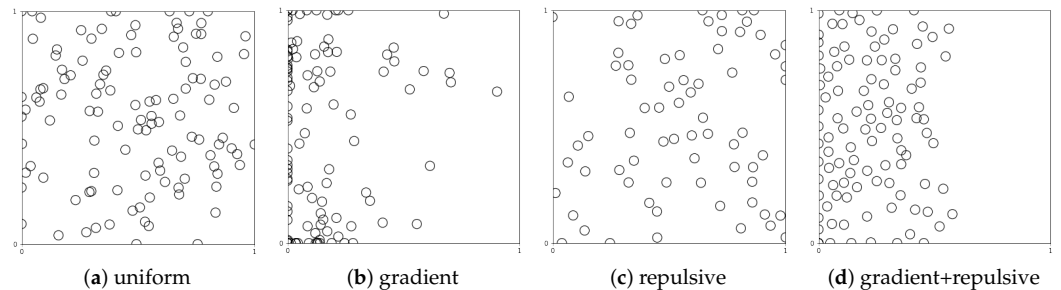 1 1 1 1
0 0 1 0 1 0 0 1 0 0 1
(a) uniform (b) gradient (c) repulsive (d) gradient+repulsive